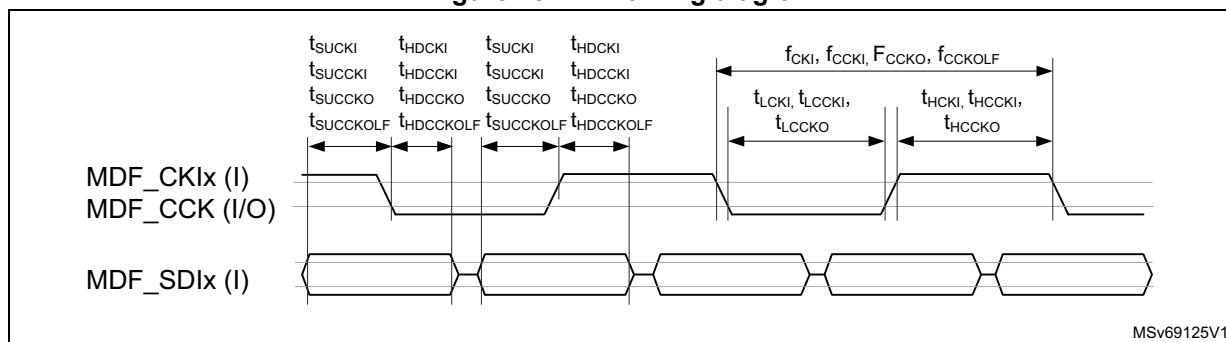 tSUCKI tHDCKI tSUCKI tHDCKI
tSUCCKI tHDCCKI tSUCCKI tHDCCKI
tSUCCKO tHDCCKO tSUCCKO tHDCCKO
tSUCCKOLF tHDCCKOLF tSUCCKOLF tHDCCKOLF
fCKI, fCCKI, FCCKO, fCCKOLF
tLCKI, tLCCKI,
tLCCKO
tHCKI, tHCCKI,
tHCCKO
MDF_CKIx (I)
MDF_CCK (I/O)
MDF_SDIx (I)
MSv69125V1